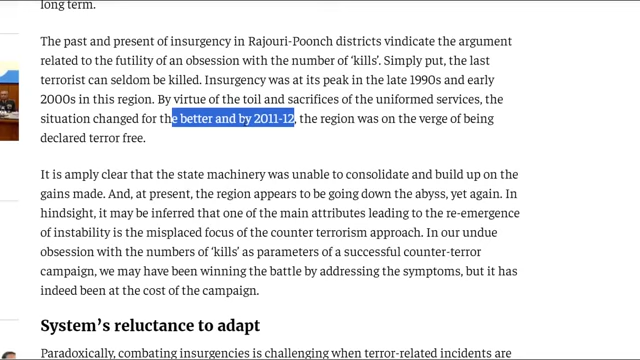 long term.
The past and present of insurgency in Rajouri-Poonch districts vindicate the argument
related to the futility of an obsession with the number of ‘kills’. Simply put, the last
terrorist can seldom be killed. Insurgency was at its peak in the late 1990s and early
2000s in this region. By virtue of the toil and sacrifices of the uniformed services, the
situation changed for the better and by 2011-12, the region was on the verge of being
declared terror free.
It is amply clear that the state machinery was unable to consolidate and build up on the
gains made. And, at present, the region appears to be going down the abyss, yet again. In
hindsight, it may be inferred that one of the main attributes leading to the re-emergence
of instability is the misplaced focus of the counter terrorism approach. In our undue
obsession with the numbers of ‘kills’ as parameters of a successful counter-terror
campaign, we may have been winning the battle by addressing the symptoms, but it has
indeed been at the cost of the campaign.
System’s reluctance to adapt
Paradoxically, combating insurgencies is challenging when terror-related incidents are